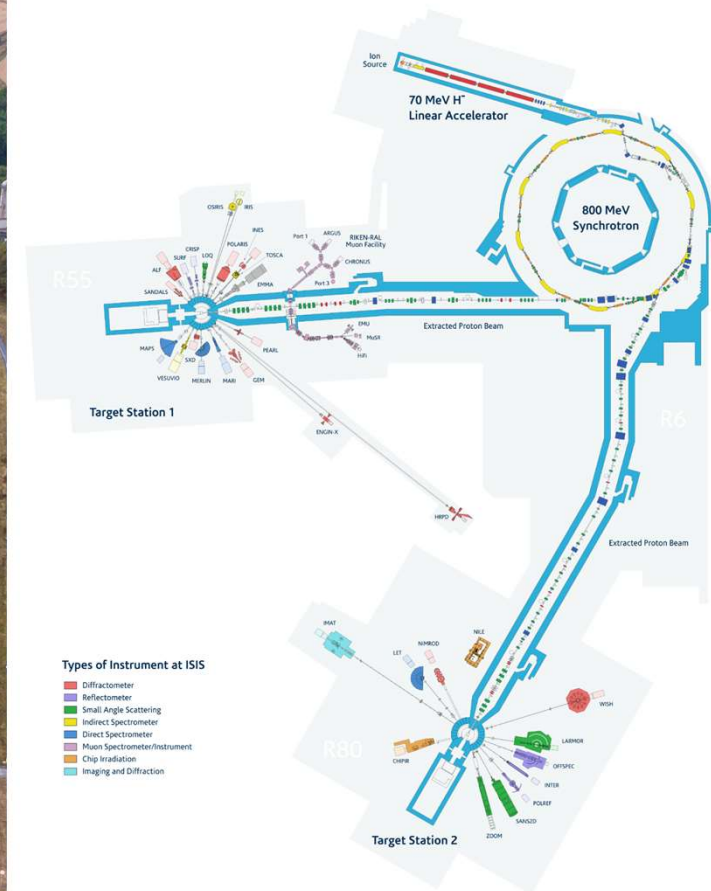 Ion
Source
70 MeV H⁻
Linear Accelerator
800 MeV
Synchrotron
OSIRIS
IRIS
INES
CRISP
LOQ
SURF
POLARIS
TOSCA
ALF
EMMA
SANDALS
Port 1
ARGUS
RIKEN-RAL
Muon Facility
CHRONUS
Port 3
R55
EMU
MuSR
HiFi
Extracted Proton Beam
MAPS
VESUVIO
SXD
MERLIN
MARI
GEM
PEARL
Target Station 1
ENGIN-X
R6
HRPD
Extracted Proton Beam
IMAT
LET
NIMROD
NILE
WISH
Types of Instrument at ISIS
Diffractometer
Reflectometer
Small Angle Scattering
Indirect Spectrometer
Direct Spectrometer
Muon Spectrometer/Instrument
Chip Irradiation
Imaging and Diffraction
R80
CHIPIR
LARMOR
OFFSPEC
INTER
POLREF
SANS2D
ZOOM
Target Station 2